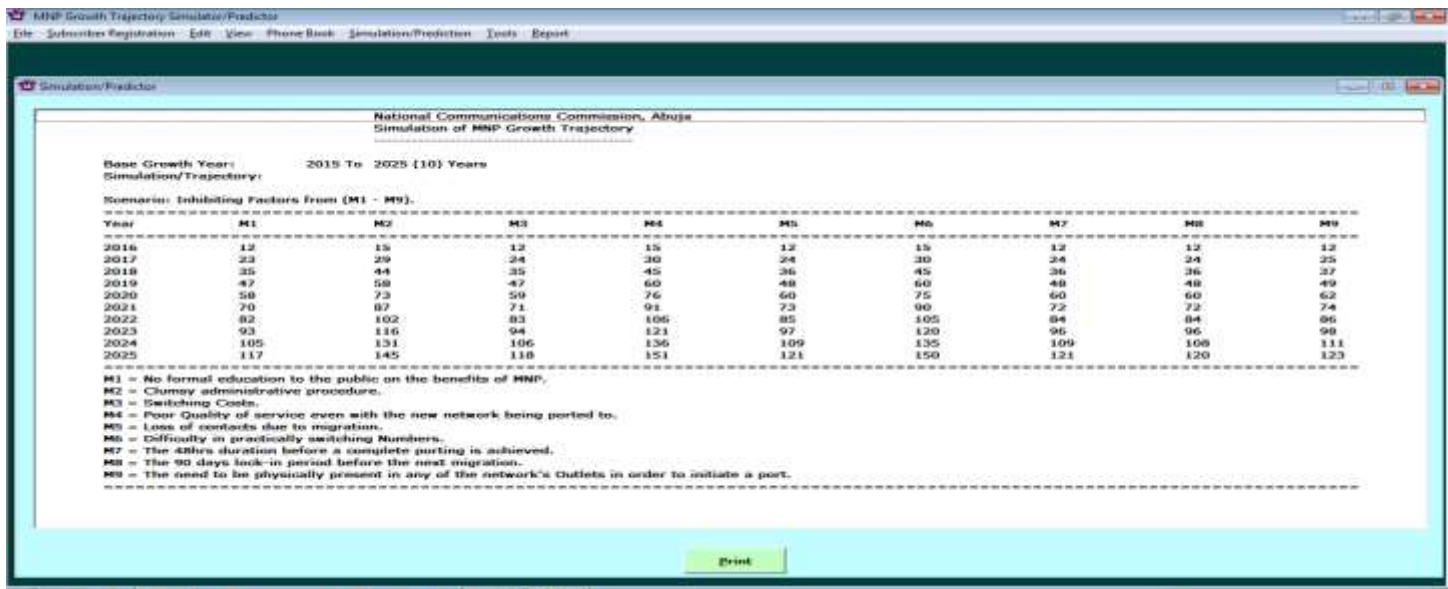 MNP Growth Trajectory Simulator/Predictor
File Subscriber Registration Edit View Phone Book Simulation/Prediction Tools Report
Simulation/Predictor
National Communications Commission, Abuja
Simulation of MNP Growth Trajectory
Base Growth Year: 2015 To 2025 (10) Years
Simulation/Trajectory:
Scenario: Inhibiting Factors from (M1 - M9).
Year M1 M2 M3 M4 M5 M6 M7 M8 M9
2016 12 15 12 15 12 15 12 12 12
2017 23 29 24 30 24 30 24 24 25
2018 35 44 35 45 36 45 36 36 37
2019 47 58 47 60 48 60 48 48 49
2020 58 73 59 76 60 75 60 60 62
2021 70 87 71 91 73 90 72 72 74
2022 82 102 83 106 85 105 84 84 86
2023 93 116 94 121 97 120 96 96 98
2024 105 131 106 136 109 135 109 108 111
2025 117 145 118 151 121 150 121 120 123
M1 = No formal education to the public on the benefits of MNP.
M2 = Clumsy administrative procedure.
M3 = Switching Costs.
M4 = Poor Quality of service even with the new network being ported to.
M5 = Loss of contacts due to migration.
M6 = Difficulty in practically switching Numbers.
M7 = The 48hrs duration before a complete porting is achieved.
M8 = The 90 days lock-in period before the next migration.
M9 = The need to be physically present in any of the network's Outlets in order to initiate a port.
Print